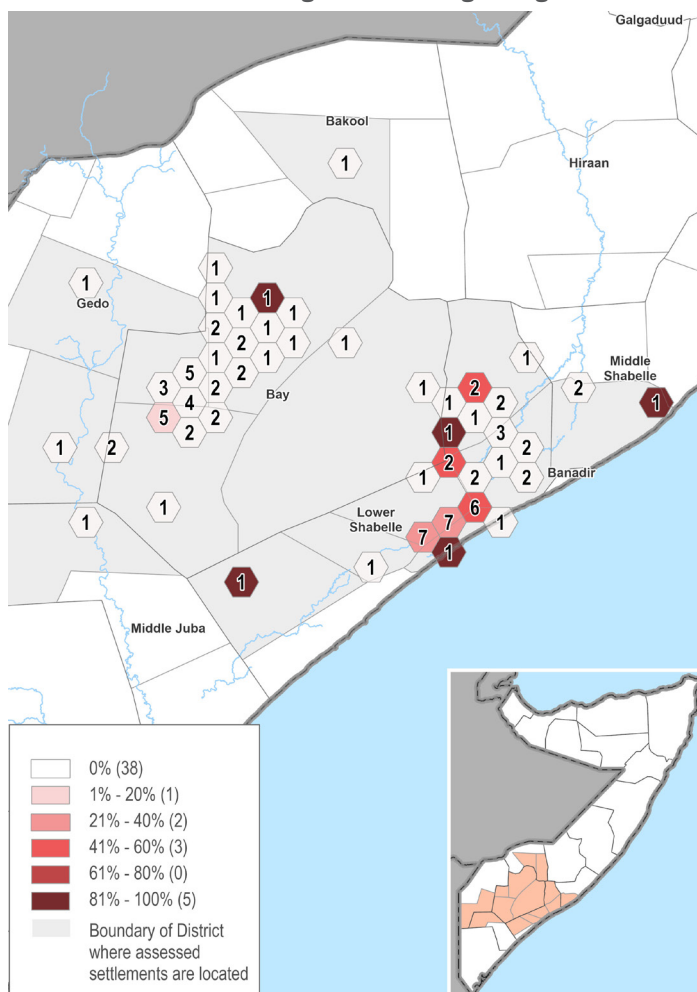 Galgaduud
Bakool
1
Hiraan
1
1
Gedo
1 1
1 1
2 1
2 1 1
1 1 1
Middle
Shabelle
5 2
3 2 1 2 2
Bay
4 1 2 1
5 2 1
2 1 3
1 2 2
2 1
Banadir
1 2 2
1 6
Lower
Shabelle
1 7 1
7
1
1
1
Middle Juba
0% (38)
1% - 20% (1)
21% - 40% (2)
41% - 60% (3)
61% - 80% (0)
81% - 100% (5)
Boundary of District
where assessed
settlements are located